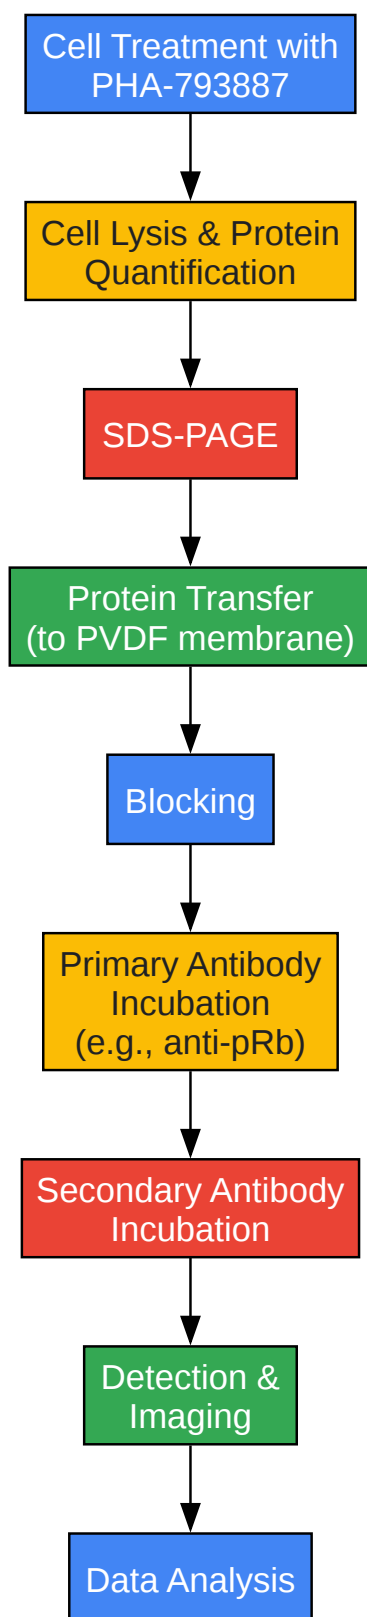 Cell Treatment with
PHA-793887
Cell Lysis & Protein
Quantification
SDS-PAGE
Protein Transfer
(to PVDF membrane)
Blocking
Primary Antibody
Incubation
(e.g., anti-pRb)
Secondary Antibody
Incubation
Detection &
Imaging
Data Analysis